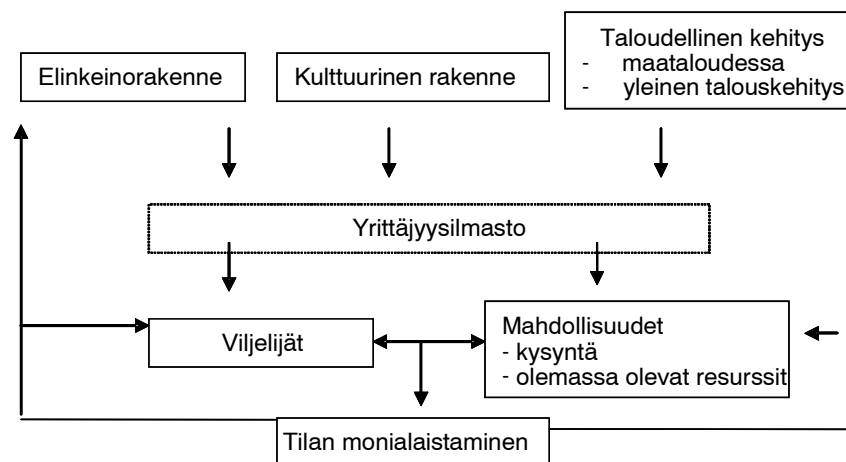 Elinkeinorakenne
Kulttuurinen rakenne
Taloudellinen kehitys
- maataloudessa
- yleinen talouskehitys
Yrittäjyysilmasto
Viljelijät
Mahdollisuudet
- kysyntä
- olemassa olevat resurssit
Tilan monialaistaminen